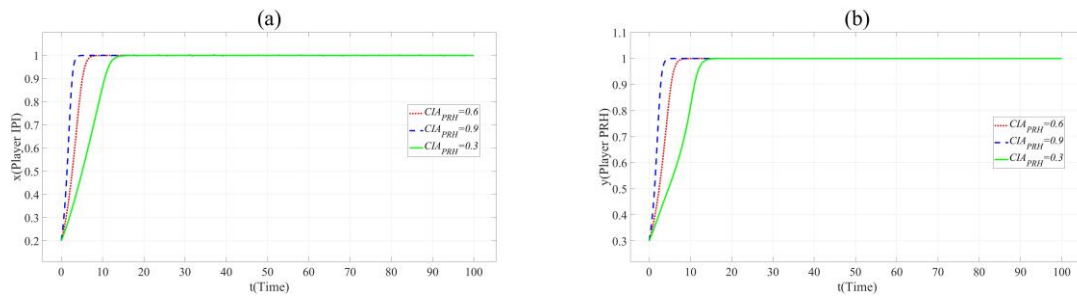 (a)
1
0.9
0.8
0.7
0.6
0.5
0.4
0.3
0.2
x(Player IPI)
0 10 20 30 40 50 60 70 80 90 100
t(Time)
CIA_PRH=0.6
CIA_PRH=0.9
CIA_PRH=0.3
(b)
1.1
1
0.9
0.8
0.7
0.6
0.5
0.4
0.3
y(Player PRH)
0 10 20 30 40 50 60 70 80 90 100
t(Time)
CIA_PRH=0.6
CIA_PRH=0.9
CIA_PRH=0.3